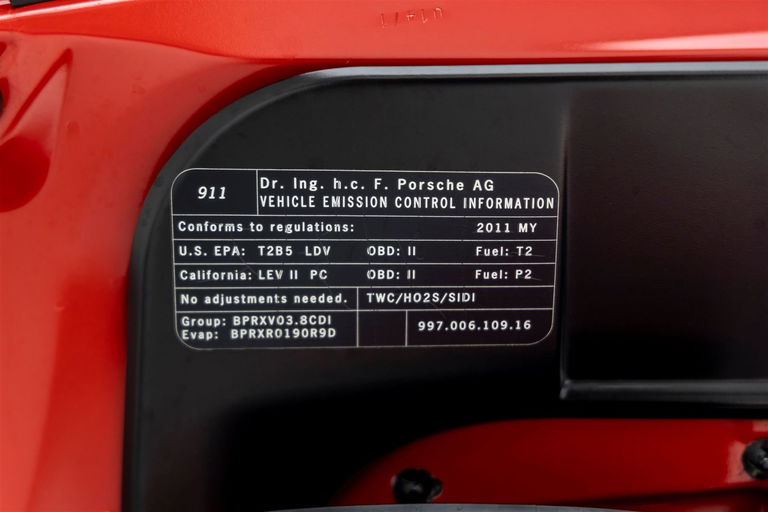 911
Dr. Ing. h.c. F. Porsche AG
VEHICLE EMISSION CONTROL INFORMATION
Conforms to regulations: 2011 MY
U.S. EPA: T2B5 LDV OBD: II Fuel: T2
California: LEV II PC OBD: II Fuel: P2
No adjustments needed. TWC/HO2S/SIDI
Group: BPRXV03.8CDI
Evap: BPRXR0190R9D
997.006.109.16